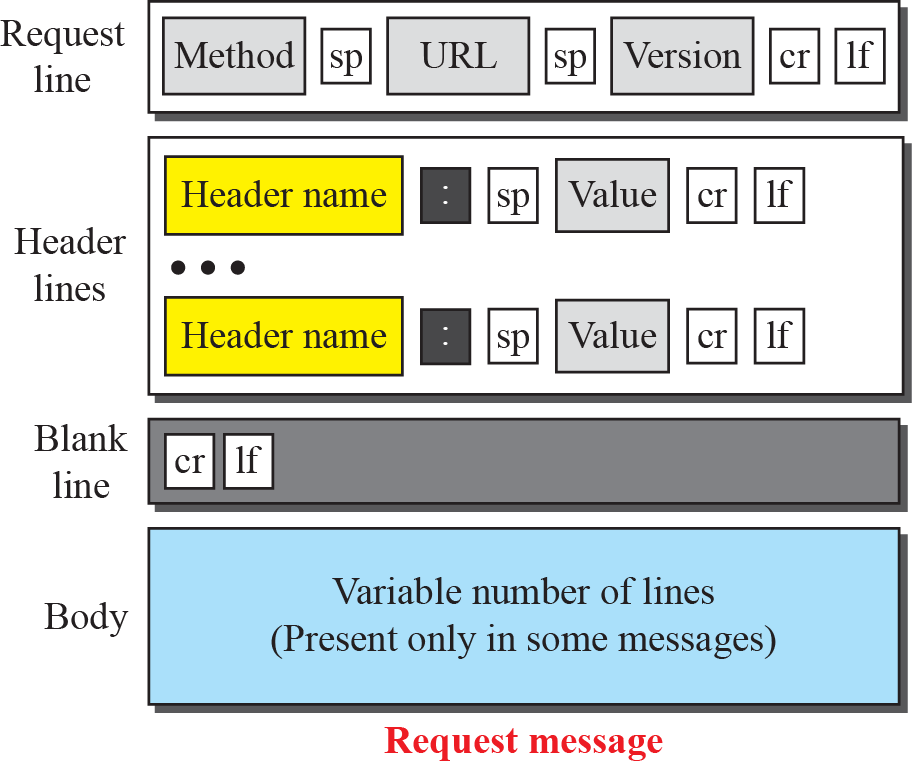 Request line
Method sp URL sp Version cr lf
Header lines
Header name : sp Value cr lf
• • •
Header name : sp Value cr lf
Blank line
cr lf
Body
Variable number of lines
(Present only in some messages)
Request message